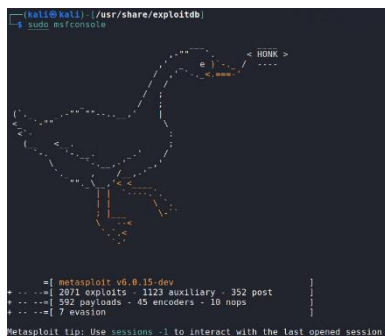 (kali㉿kali)-[/usr/share/exploitdb]
$ sudo msfconsole
< HONK >
=[ metasploit v6.0.15-dev ]
+ -- --=[ 2071 exploits - 1123 auxiliary - 352 post ]
+ -- --=[ 592 payloads - 45 encoders - 10 nops ]
+ -- --=[ 7 evasion ]
Metasploit tip: Use sessions -1 to interact with the last opened session